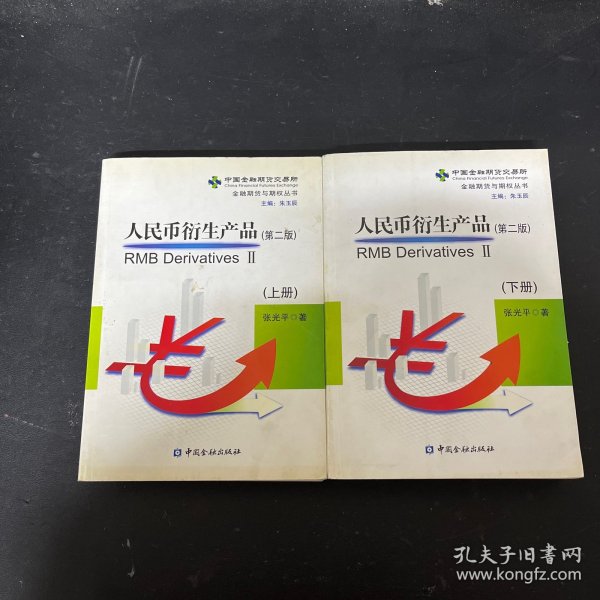 中国金融期货交易所
China Financial Futures Exchange
金融期货与期权丛书
主编：朱玉辰
人民币衍生产品（第二版）
RMB Derivatives Ⅱ
（上册）
张光平◎著
中国金融出版社
中国金融期货交易所
China Financial Futures Exchange
金融期货与期权丛书
主编：朱玉辰
人民币衍生产品（第二版）
RMB Derivatives Ⅱ
（下册）
张光平◎著
中国金融出版社
孔夫子旧书网
www.kongfz.com